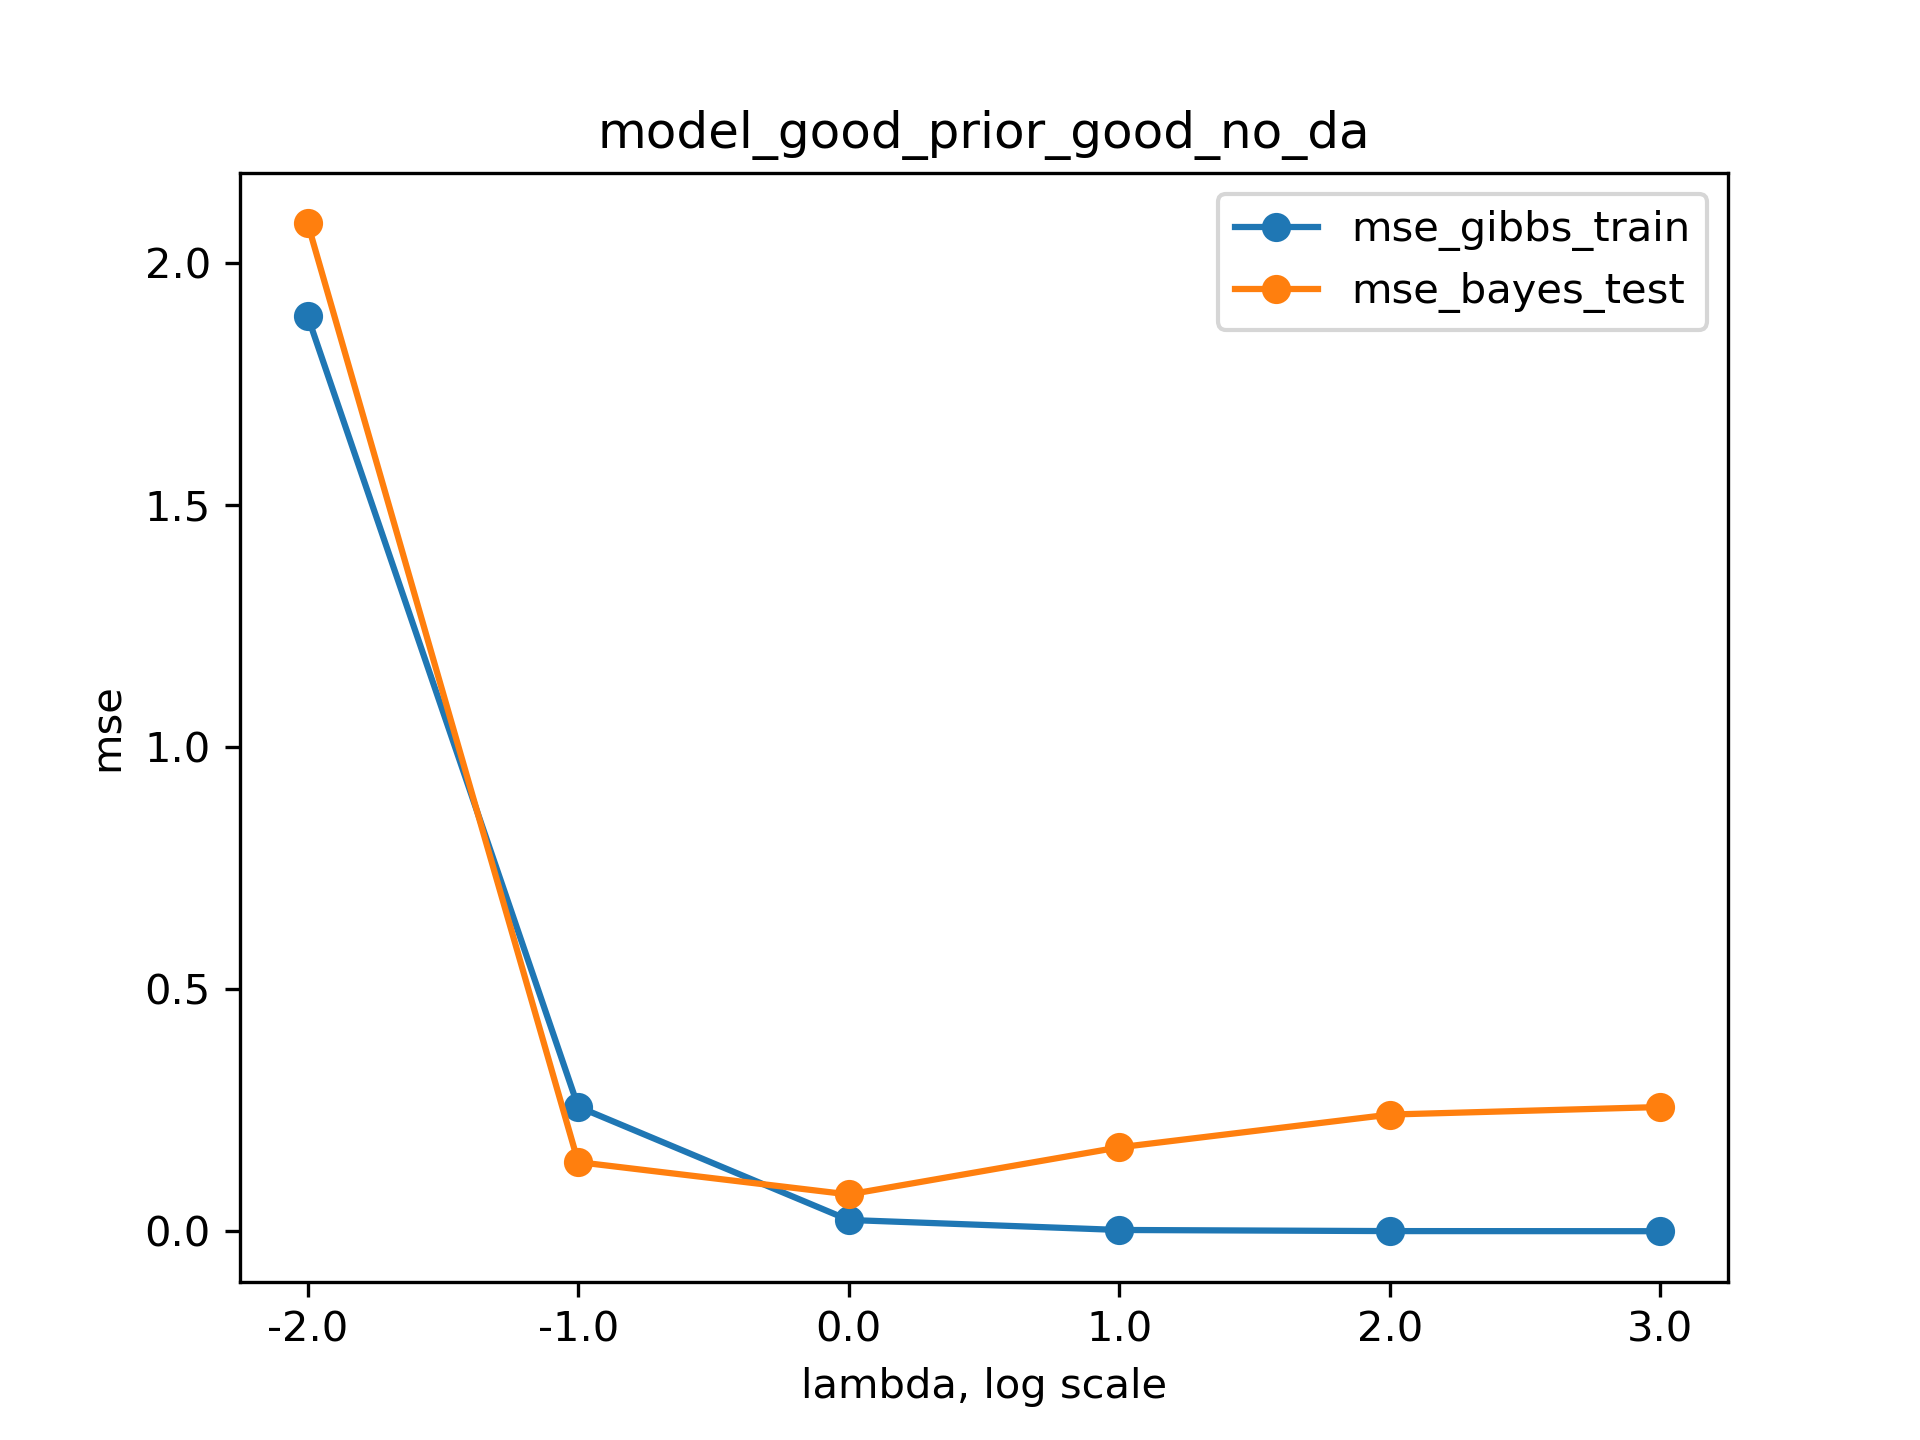 model_good_prior_good_no_da
mse_gibbs_train
mse_bayes_test
2.0
1.5
1.0
0.5
0.0
mse
-2.0 -1.0 0.0 1.0 2.0 3.0
lambda, log scale